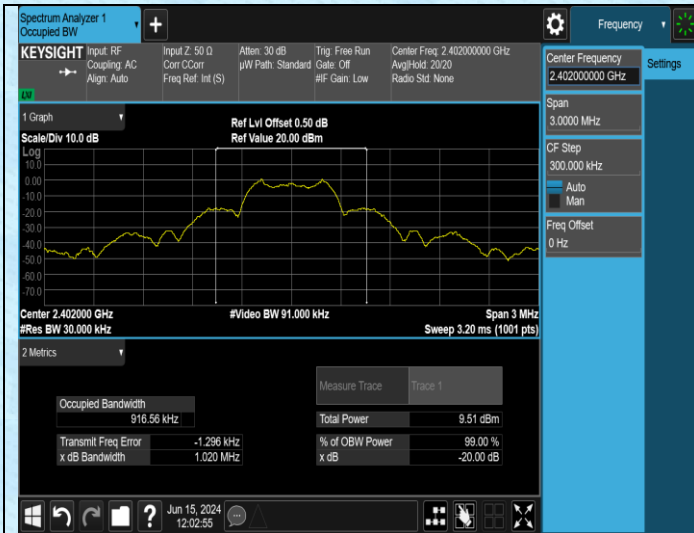 Spectrum Analyzer 1
Occupied BW
Frequency
KEYSIGHT
Input: RF
Coupling: AC
Align: Auto
Input Z: 50 Ω
Corr CCorr
Freq Ref: Int (S)
Atten: 30 dB
µW Path: Standard
Trig: Free Run
Gate: Off
#IF Gain: Low
Center Freq: 2.402000000 GHz
Avg|Hold: 20/20
Radio Std: None
Center Frequency
2.402000000 GHz
Settings
Span
3.0000 MHz
CF Step
300.000 kHz
Auto
Man
Freq Offset
0 Hz
1 Graph
Scale/Div 10.0 dB
Ref Lvl Offset 0.50 dB
Ref Value 20.00 dBm
Log
10.0
0.00
-10.0
-20.0
-30.0
-40.0
-50.0
-60.0
-70.0
Center 2.402000 GHz
#Video BW 91.000 kHz
Span 3 MHz
#Res BW 30.000 kHz
Sweep 3.20 ms (1001 pts)
2 Metrics
Measure Trace
Trace 1
Occupied Bandwidth
916.56 kHz
Total Power
9.51 dBm
Transmit Freq Error
-1.296 kHz
% of OBW Power
99.00 %
x dB Bandwidth
1.020 MHz
x dB
-20.00 dB
?
Jun 15, 2024
12:02:55